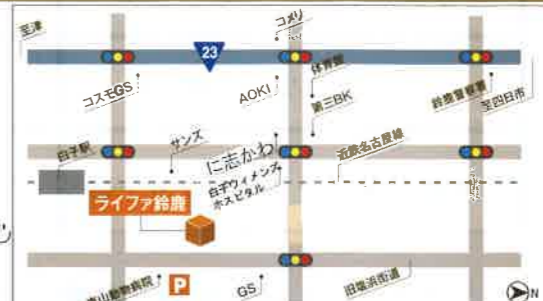 至津
コメリ
23
コスモGS
AOKI
体育館
第三BK
鈴鹿警察署
至四日市
白子駅
サンズ
に志かわ
白子ウィメンズ
ホスピタル
近鉄名古屋線
ライファ鈴鹿
P
GS
旧塩浜街道
N